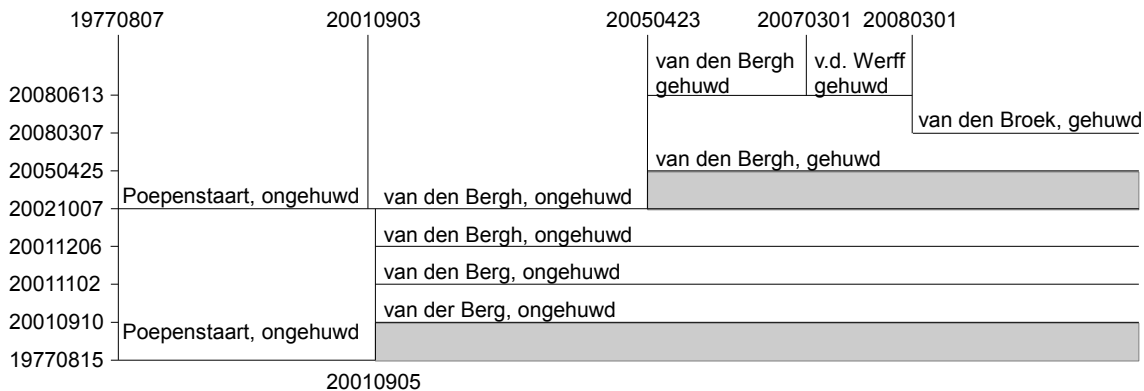 19770807 20010903 20050423 20070301 20080301
van den Bergh v.d. Werff
gehuwd gehuwd
20080613
van den Broek, gehuwd
20080307
van den Bergh, gehuwd
20050425
Poepenstaart, ongehuwd van den Bergh, ongehuwd
20021007
van den Bergh, ongehuwd
20011206
van den Berg, ongehuwd
20011102
van der Berg, ongehuwd
20010910
Poepenstaart, ongehuwd
19770815
20010905